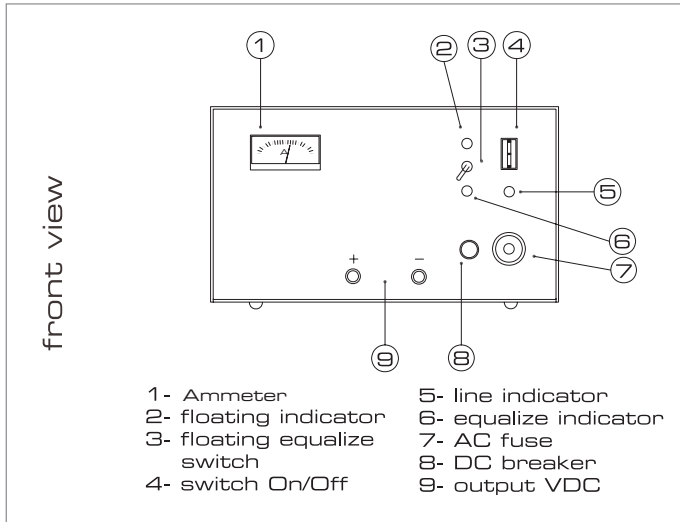 1
2
3
4
A
5
6
7
+ −
9
8
front view
1- Ammeter
2- floating indicator
3- floating equalize
switch
4- switch On/Off
5- line indicator
6- equalize indicator
7- AC fuse
8- DC breaker
9- output VDC